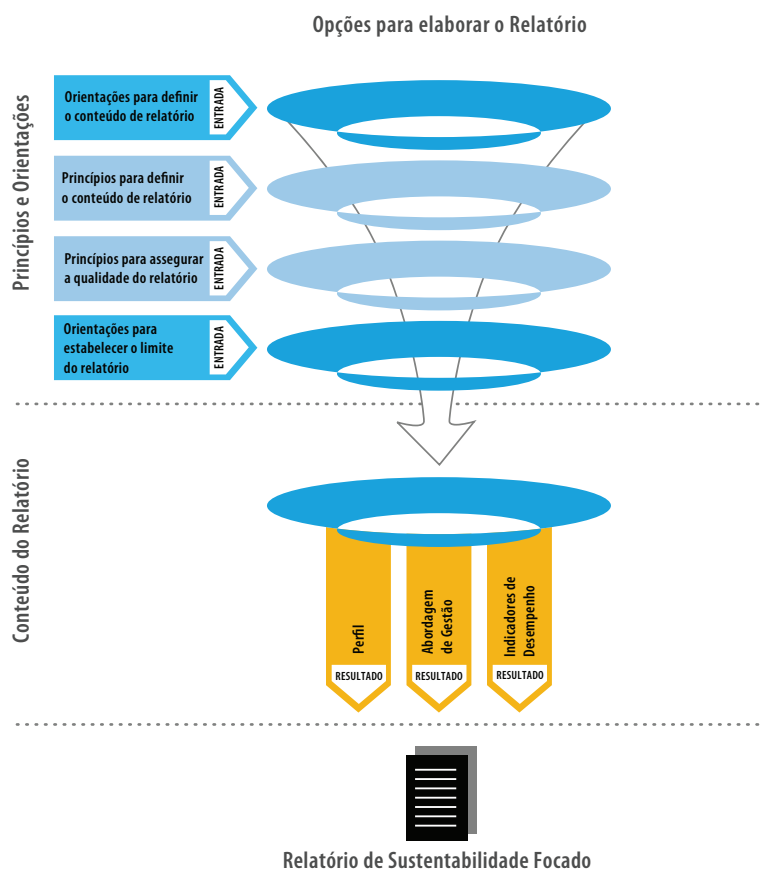 Opções para elaborar o Relatório
Princípios e Orientações
Orientações para definir
o conteúdo de relatório
ENTRADA
Princípios para definir
o conteúdo de relatório
ENTRADA
Princípios para assegurar
a qualidade do relatório
ENTRADA
Orientações para
estabelecer o limite
do relatório
ENTRADA
Conteúdo do Relatório
Perfil
RESULTADO
Abordagem
de Gestão
RESULTADO
Indicadores de
Desempenho
RESULTADO
Relatório de Sustentabilidade Focado